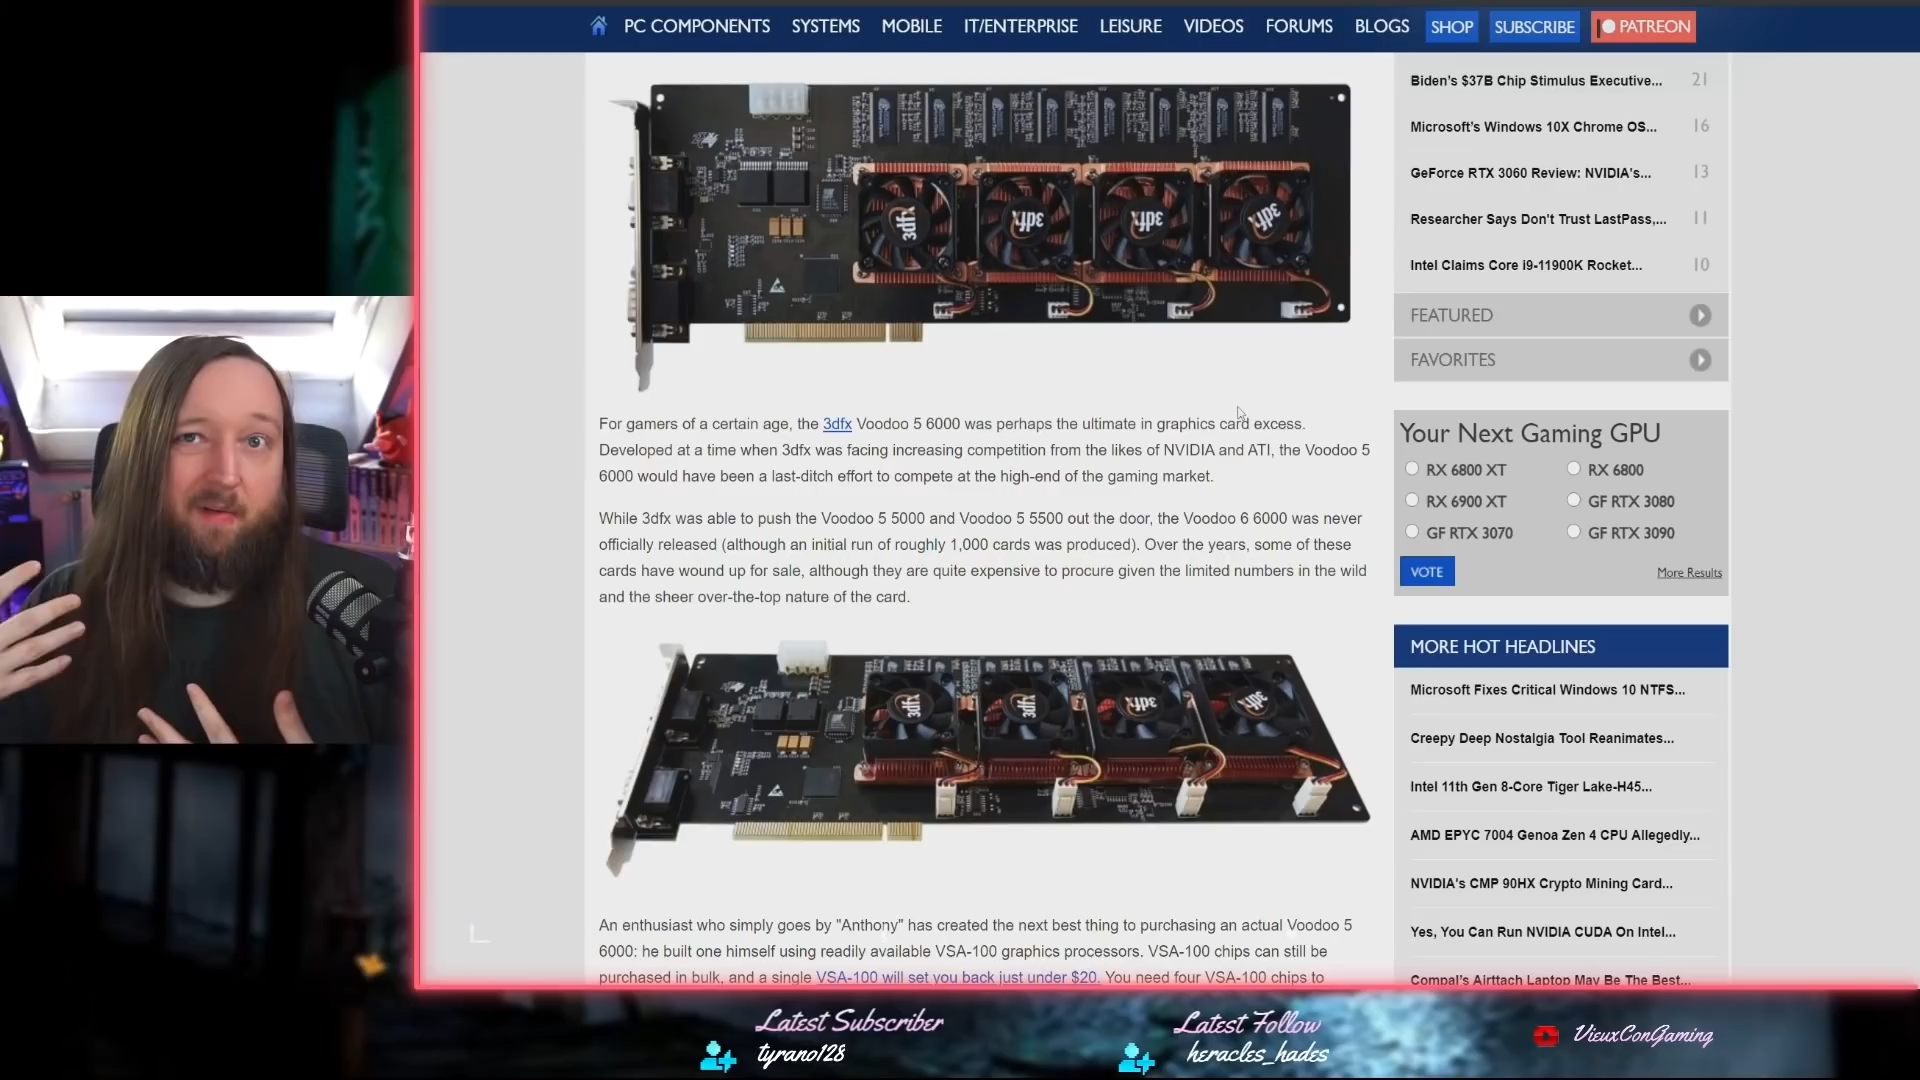 PC COMPONENTS SYSTEMS MOBILE IT/ENTERPRISE LEISURE VIDEOS FORUMS BLOGS SHOP SUBSCRIBE PATREON
3dfx 3dfx 3dfx 3dfx
For gamers of a certain age, the 3dfx Voodoo 5 6000 was perhaps the ultimate in graphics card excess.
Developed at a time when 3dfx was facing increasing competition from the likes of NVIDIA and ATI, the Voodoo 5
6000 would have been a last-ditch effort to compete at the high-end of the gaming market.
While 3dfx was able to push the Voodoo 5 5000 and Voodoo 5 5500 out the door, the Voodoo 6 6000 was never
officially released (although an initial run of roughly 1,000 cards was produced). Over the years, some of these
cards have wound up for sale, although they are quite expensive to procure given the limited numbers in the wild
and the sheer over-the-top nature of the card.
3dfx 3dfx 3dfx 3dfx
An enthusiast who simply goes by "Anthony" has created the next best thing to purchasing an actual Voodoo 5
6000: he built one himself using readily available VSA-100 graphics processors. VSA-100 chips can still be
purchased in bulk, and a single VSA-100 will set you back just under $20. You need four VSA-100 chips to
Biden's $37B Chip Stimulus Executive... 21
Microsoft's Windows 10X Chrome OS... 16
GeForce RTX 3060 Review: NVIDIA's... 13
Researcher Says Don't Trust LastPass,... 11
Intel Claims Core i9-11900K Rocket... 10
FEATURED
FAVORITES
Your Next Gaming GPU
RX 6800 XT RX 6800
RX 6900 XT GF RTX 3080
GF RTX 3070 GF RTX 3090
VOTE More Results
MORE HOT HEADLINES
Microsoft Fixes Critical Windows 10 NTFS...
Creepy Deep Nostalgia Tool Reanimates...
Intel 11th Gen 8-Core Tiger Lake-H45...
AMD EPYC 7004 Genoa Zen 4 CPU Allegedly...
NVIDIA's CMP 90HX Crypto Mining Card...
Yes, You Can Run NVIDIA CUDA On Intel...
Compal's Airttach Laptop May Be The Best...
Latest Subscriber
tyrano128
Latest Follow
heracles_hades
VieuxConGaming